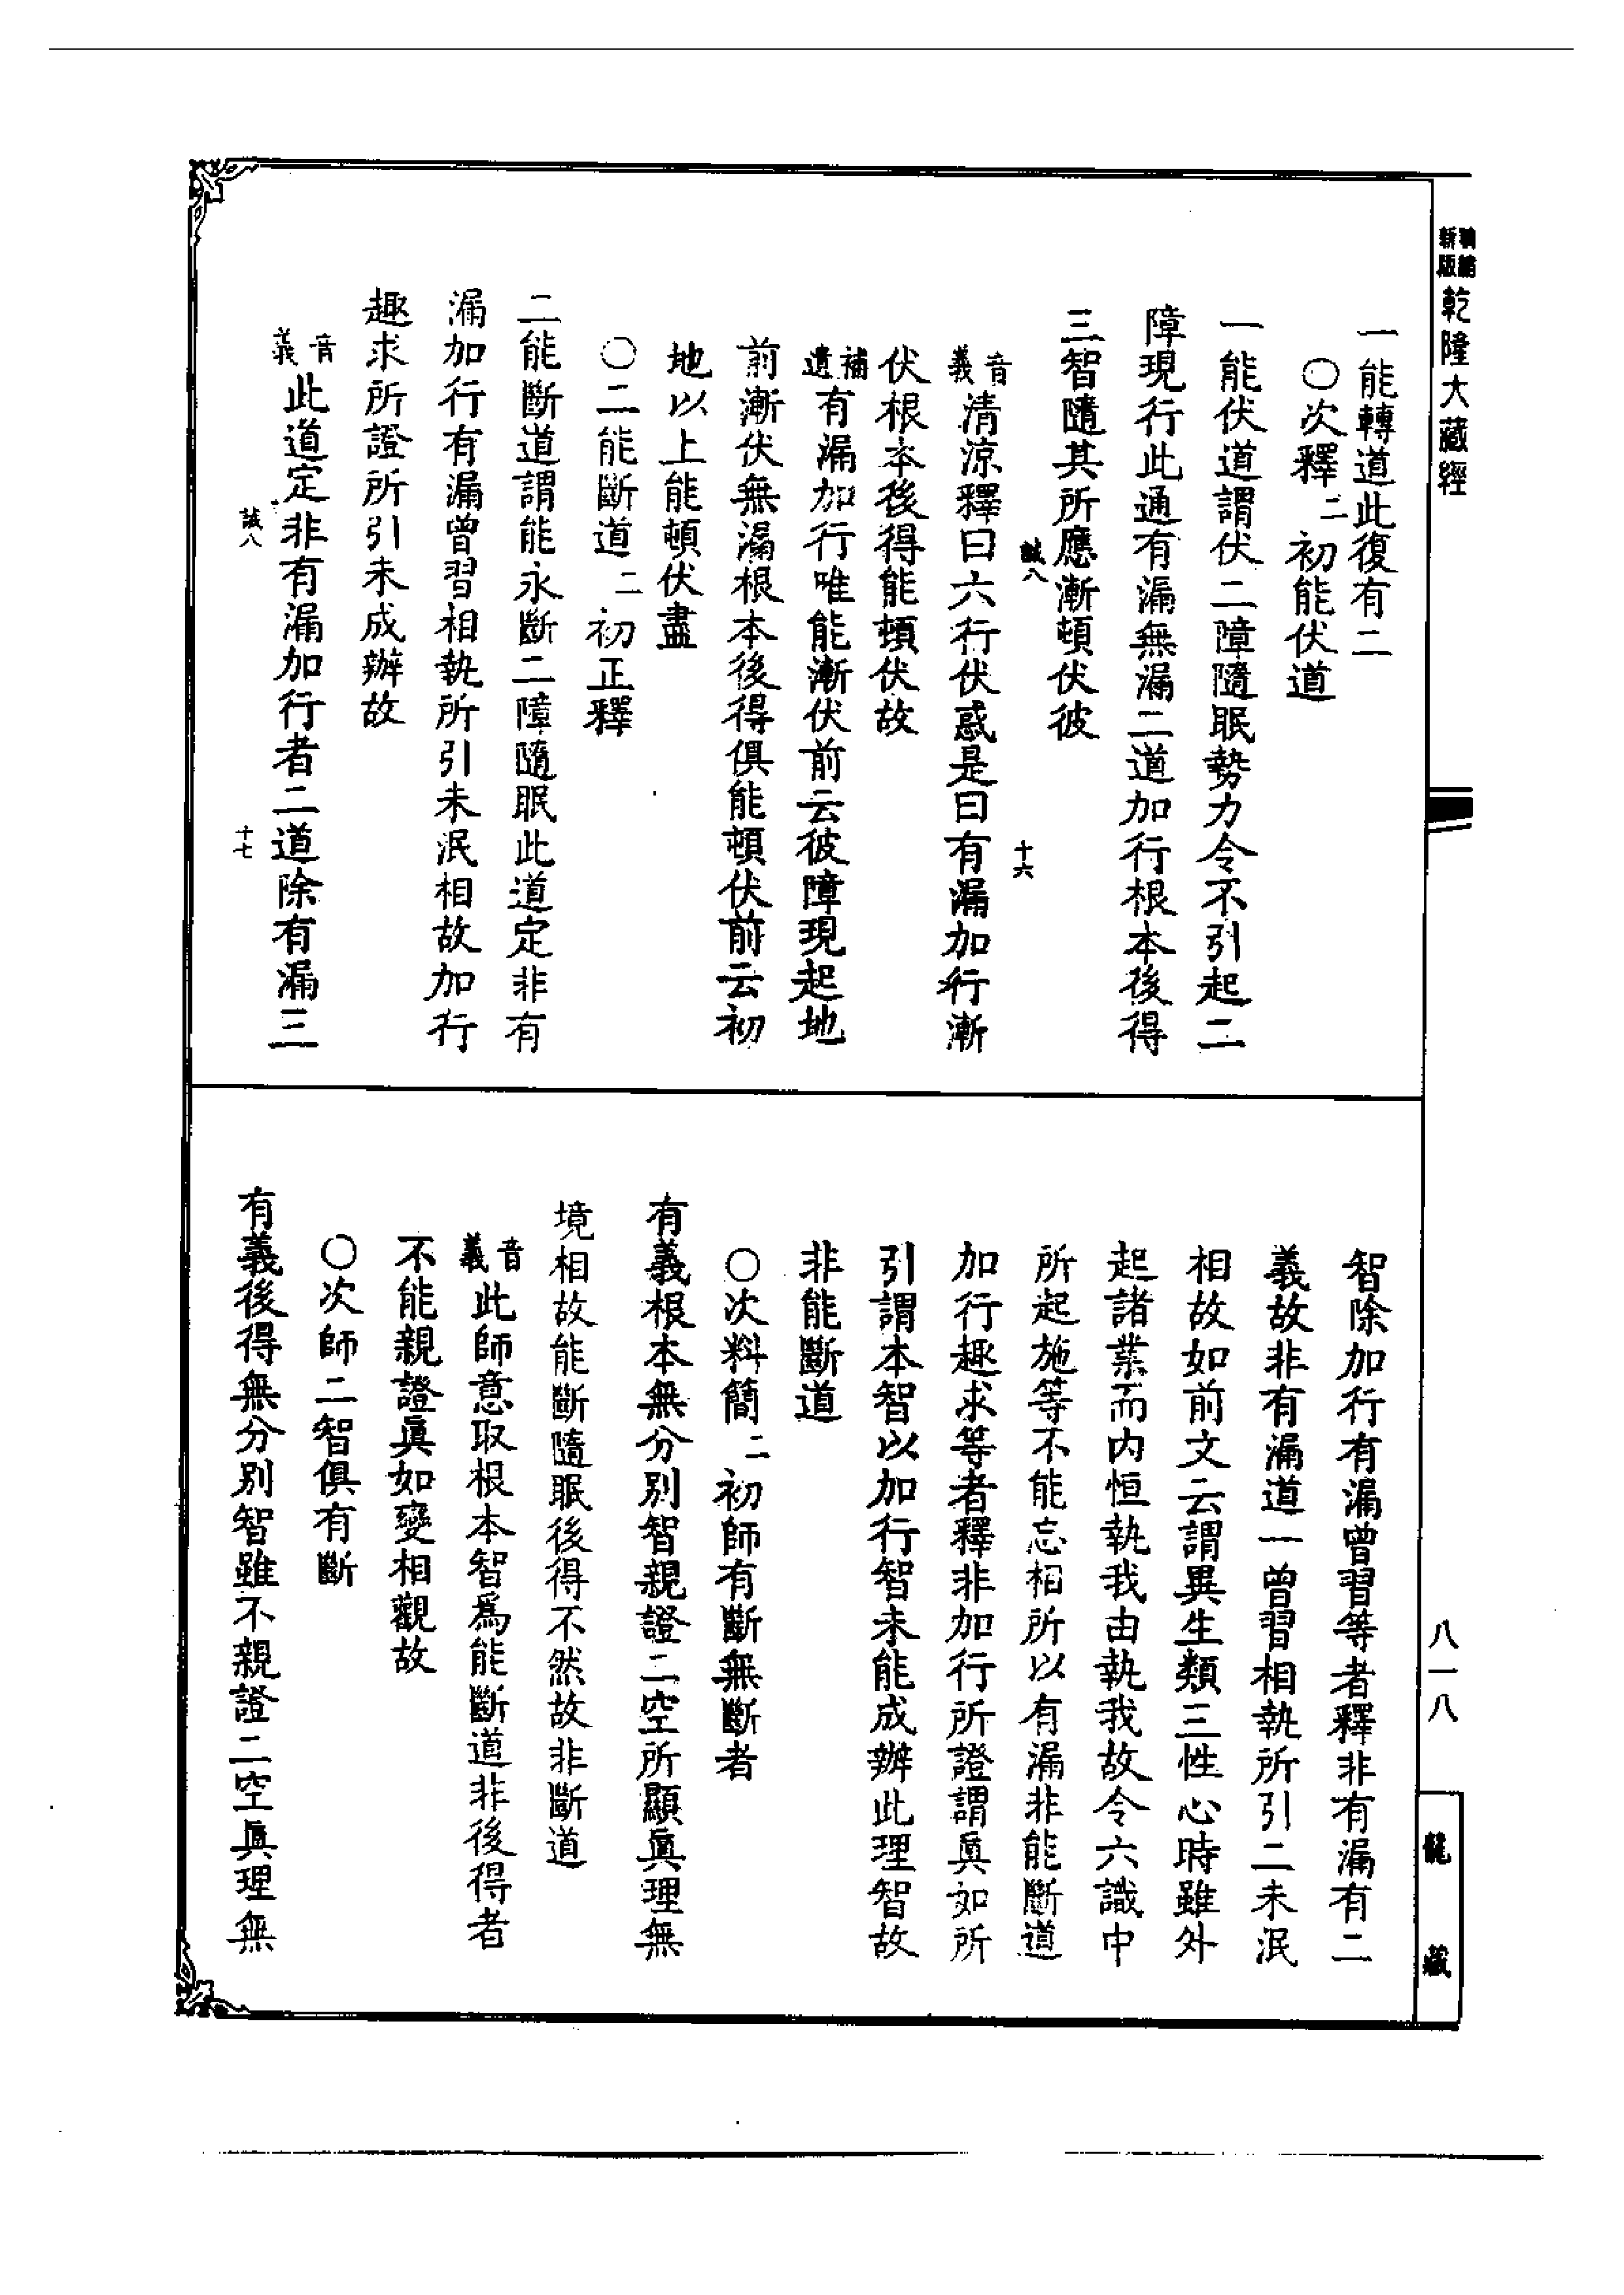 新版
精編
乾隆大藏經
一能轉道此復有二
〇次釋二初能伏道
一能伏道謂伏二障隨眠勢力令不引起二
障現行此通有漏無漏二道加行根本後得
三智隨其所應漸頓伏彼
誠八
十六
音義清涼釋曰六行伏惑是曰有漏加行漸
伏根本後得能頓伏故
補遺有漏加行唯能漸伏前云彼障現起地
前漸伏無漏根本後得俱能頓伏前云初
地以上能頓伏盡
〇二能斷道二初正釋
二能斷道謂能永斷二障隨眠此道定非有
漏加行有漏曾習相執所引未泯相故加行
趣求所證所引未成辦故
音義此道定非有漏加行者二道除有漏三
誠八
十七
智除加行有漏曾習等者釋非有漏有二
義故非有漏道一曾習相執所引二未泯
相故如前文云謂異生類三性心時雖外
起諸業而內恒執我由執我故令六識中
所起施等不能忘相所以有漏非能斷道
加行趣求等者釋非加行所證謂眞如所
引謂本智以加行智未能成辦此理智故
非能斷道
〇次料簡二初師有斷無斷者
有義根本無分別智親證二空所顯眞理無
境相故能斷隨眠後得不然故非斷道
音義此師意取根本智爲能斷道非後得者
不能親證眞如變相觀故
〇次師二智俱有斷
有義後得無分別智雖不親證二空眞理無
八一八
龍藏